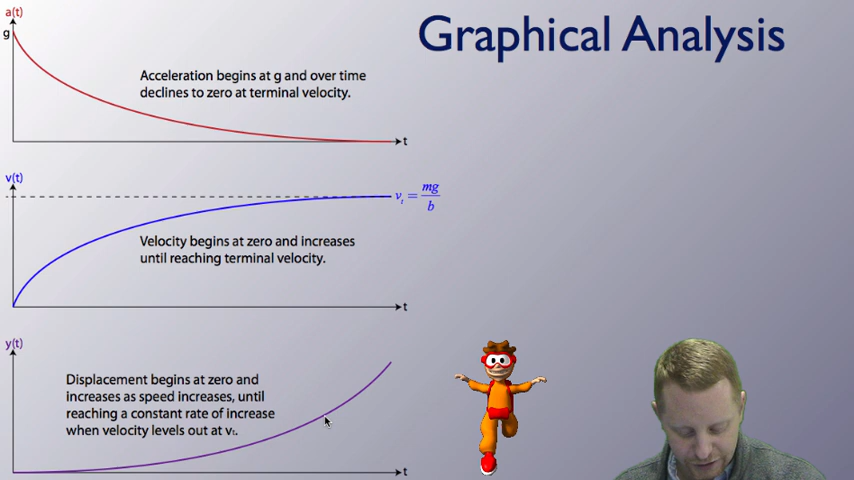 Graphical Analysis
a(t)
g
Acceleration begins at g and over time
declines to zero at terminal velocity.
t
v(t)
v_t = mg/b
Velocity begins at zero and increases
until reaching terminal velocity.
t
y(t)
Displacement begins at zero and
increases as speed increases, until
reaching a constant rate of increase
when velocity levels out at vₜ.
t